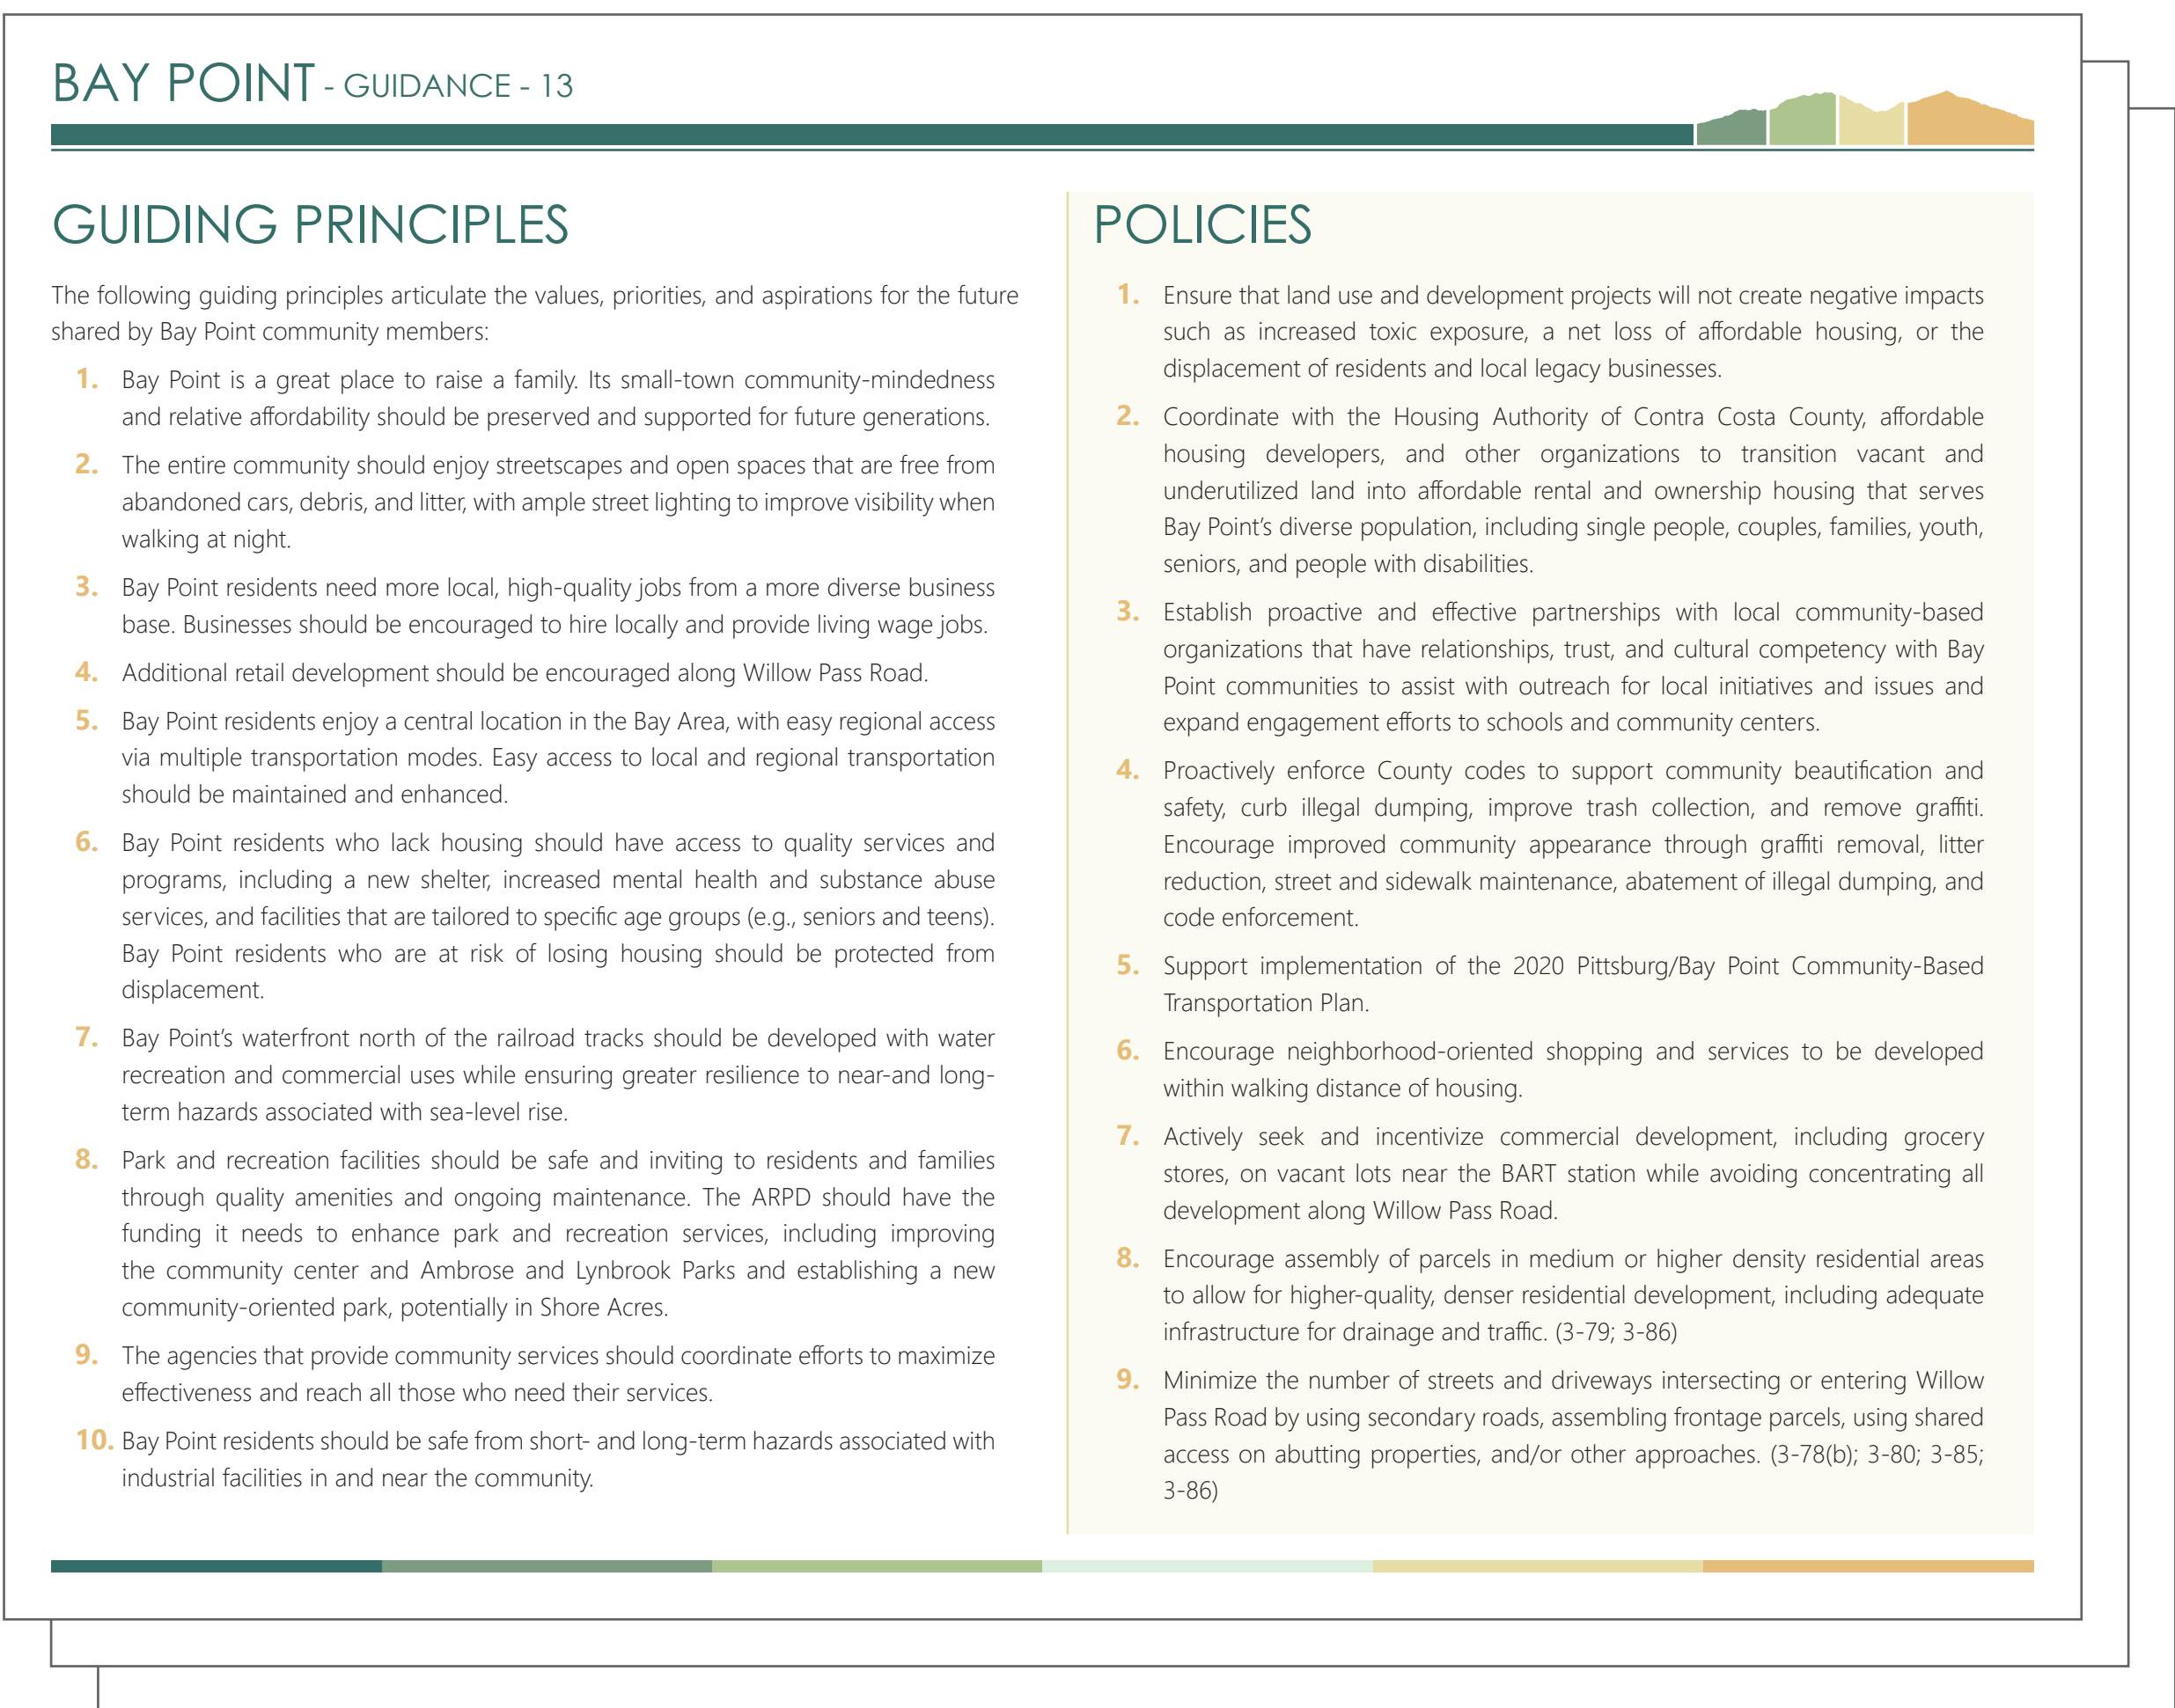 BAY POINT - GUIDANCE - 13
GUIDING PRINCIPLES
The following guiding principles articulate the values, priorities, and aspirations for the future
shared by Bay Point community members:
1. Bay Point is a great place to raise a family. Its small-town community-mindedness
and relative affordability should be preserved and supported for future generations.
2. The entire community should enjoy streetscapes and open spaces that are free from
abandoned cars, debris, and litter, with ample street lighting to improve visibility when
walking at night.
3. Bay Point residents need more local, high-quality jobs from a more diverse business
base. Businesses should be encouraged to hire locally and provide living wage jobs.
4. Additional retail development should be encouraged along Willow Pass Road.
5. Bay Point residents enjoy a central location in the Bay Area, with easy regional access
via multiple transportation modes. Easy access to local and regional transportation
should be maintained and enhanced.
6. Bay Point residents who lack housing should have access to quality services and
programs, including a new shelter, increased mental health and substance abuse
services, and facilities that are tailored to specific age groups (e.g., seniors and teens).
Bay Point residents who are at risk of losing housing should be protected from
displacement.
7. Bay Point's waterfront north of the railroad tracks should be developed with water
recreation and commercial uses while ensuring greater resilience to near-and long-
term hazards associated with sea-level rise.
8. Park and recreation facilities should be safe and inviting to residents and families
through quality amenities and ongoing maintenance. The ARPD should have the
funding it needs to enhance park and recreation services, including improving
the community center and Ambrose and Lynbrook Parks and establishing a new
community-oriented park, potentially in Shore Acres.
9. The agencies that provide community services should coordinate efforts to maximize
effectiveness and reach all those who need their services.
10. Bay Point residents should be safe from short- and long-term hazards associated with
industrial facilities in and near the community.
POLICIES
1. Ensure that land use and development projects will not create negative impacts
such as increased toxic exposure, a net loss of affordable housing, or the
displacement of residents and local legacy businesses.
2. Coordinate with the Housing Authority of Contra Costa County, affordable
housing developers, and other organizations to transition vacant and
underutilized land into affordable rental and ownership housing that serves
Bay Point's diverse population, including single people, couples, families, youth,
seniors, and people with disabilities.
3. Establish proactive and effective partnerships with local community-based
organizations that have relationships, trust, and cultural competency with Bay
Point communities to assist with outreach for local initiatives and issues and
expand engagement efforts to schools and community centers.
4. Proactively enforce County codes to support community beautification and
safety, curb illegal dumping, improve trash collection, and remove graffiti.
Encourage improved community appearance through graffiti removal, litter
reduction, street and sidewalk maintenance, abatement of illegal dumping, and
code enforcement.
5. Support implementation of the 2020 Pittsburg/Bay Point Community-Based
Transportation Plan.
6. Encourage neighborhood-oriented shopping and services to be developed
within walking distance of housing.
7. Actively seek and incentivize commercial development, including grocery
stores, on vacant lots near the BART station while avoiding concentrating all
development along Willow Pass Road.
8. Encourage assembly of parcels in medium or higher density residential areas
to allow for higher-quality, denser residential development, including adequate
infrastructure for drainage and traffic. (3-79; 3-86)
9. Minimize the number of streets and driveways intersecting or entering Willow
Pass Road by using secondary roads, assembling frontage parcels, using shared
access on abutting properties, and/or other approaches. (3-78(b); 3-80; 3-85;
3-86)